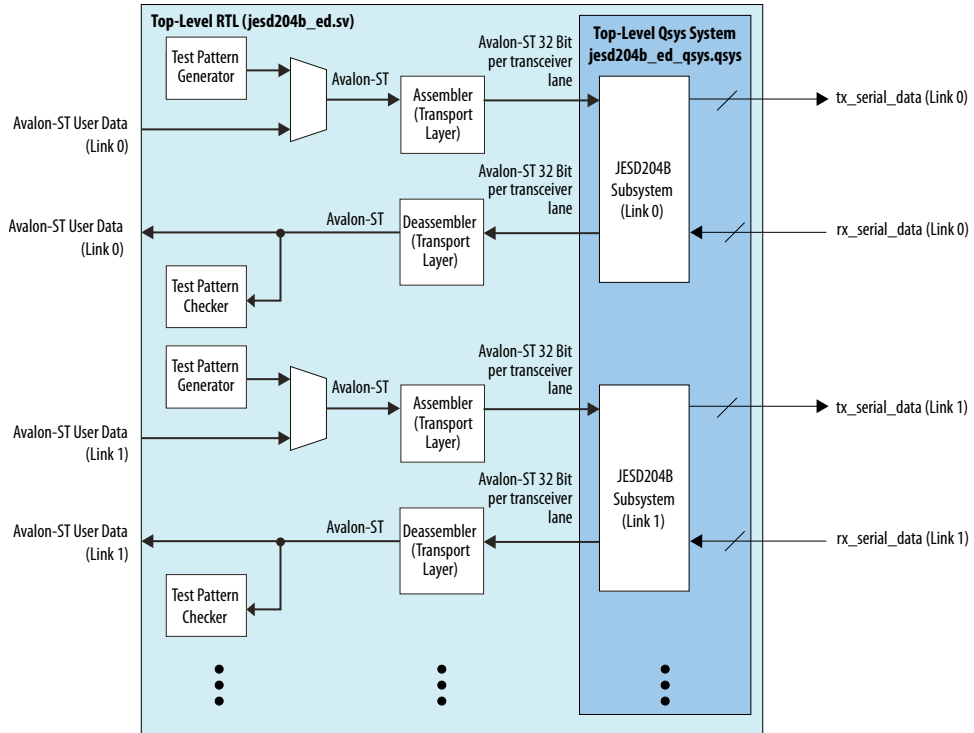 Top-Level RTL (jesd204b_ed.sv)
Top-Level Qsys System
jesd204b_ed_qsys.qsys
Test Pattern
Generator
Avalon-ST
Avalon-ST User Data
(Link 0)
Assembler
(Transport
Layer)
Avalon-ST 32 Bit
per transceiver
lane
JESD204B
Subsystem
(Link 0)
tx_serial_data (Link 0)
Avalon-ST User Data
(Link 0)
Avalon-ST
Deassembler
(Transport
Layer)
Avalon-ST 32 Bit
per transceiver
lane
rx_serial_data (Link 0)
Test Pattern
Checker
Test Pattern
Generator
Avalon-ST
Avalon-ST User Data
(Link 1)
Assembler
(Transport
Layer)
Avalon-ST 32 Bit
per transceiver
lane
JESD204B
Subsystem
(Link 1)
tx_serial_data (Link 1)
Avalon-ST User Data
(Link 1)
Avalon-ST
Deassembler
(Transport
Layer)
Avalon-ST 32 Bit
per transceiver
lane
rx_serial_data (Link 1)
Test Pattern
Checker